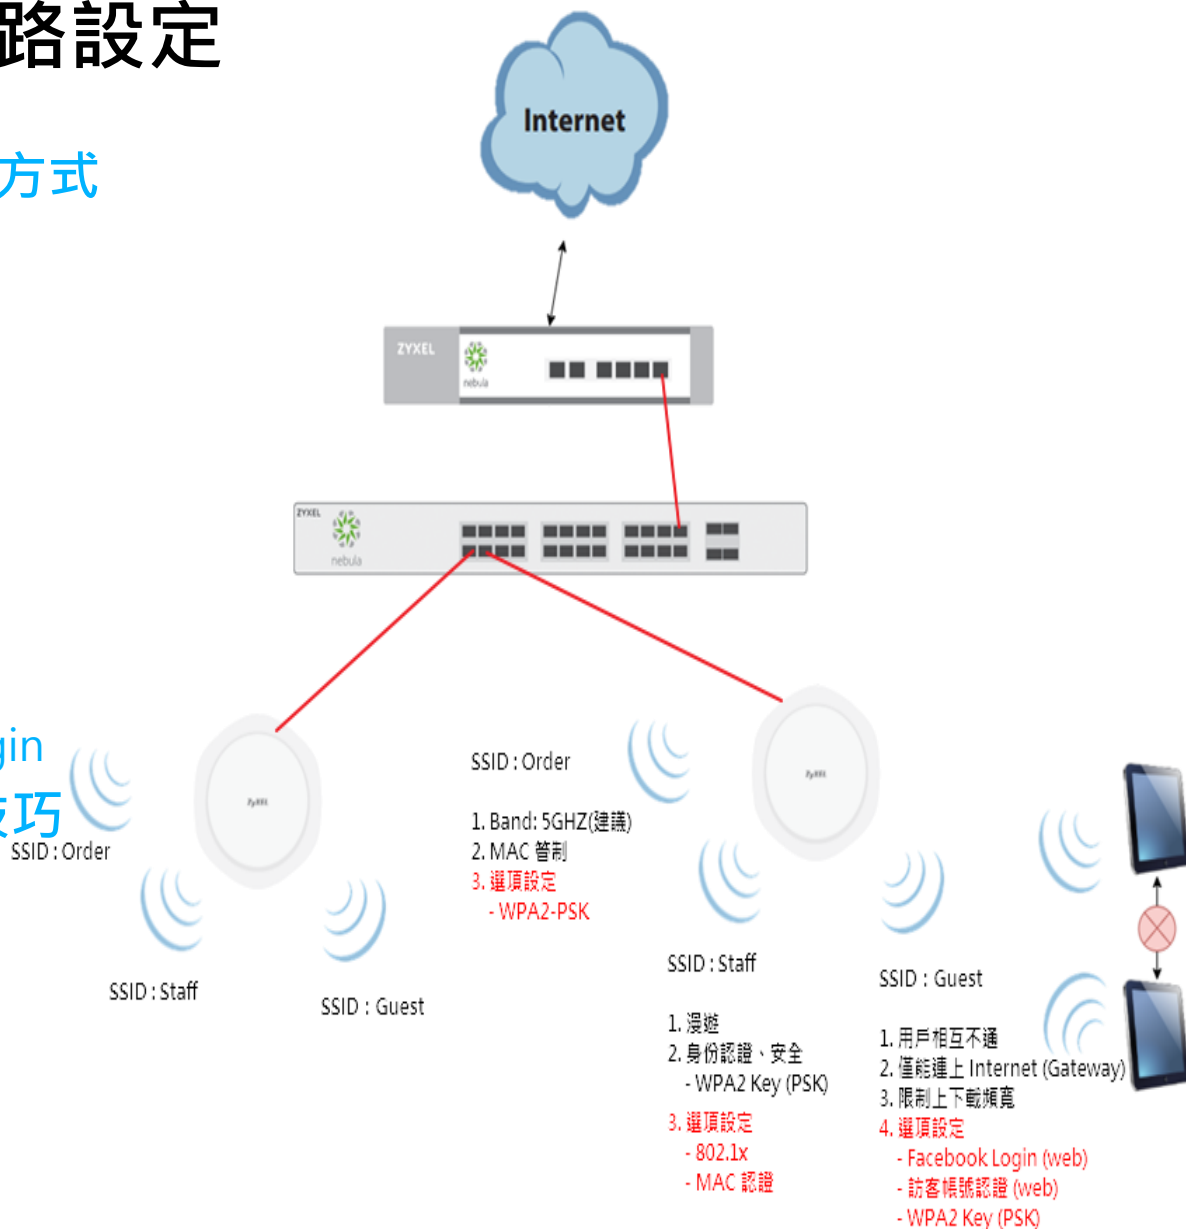 路設定
方式
Internet
ZYXEL
nebula
ZYXEL
nebula
gin
技巧
SSID : Order
ZyXEL
SSID : Staff
SSID : Guest
SSID : Order
1. Band: 5GHZ(建議)
2. MAC 管制
3. 選項設定
- WPA2-PSK
ZyXEL
SSID : Staff
1. 漫遊
2. 身份認證、安全
- WPA2 Key (PSK)
3. 選項設定
- 802.1x
- MAC 認證
SSID : Guest
1. 用戶相互不通
2. 僅能連上 Internet (Gateway)
3. 限制上下載頻寬
4. 選項設定
- Facebook Login (web)
- 訪客帳號認證 (web)
- WPA2 Key (PSK)